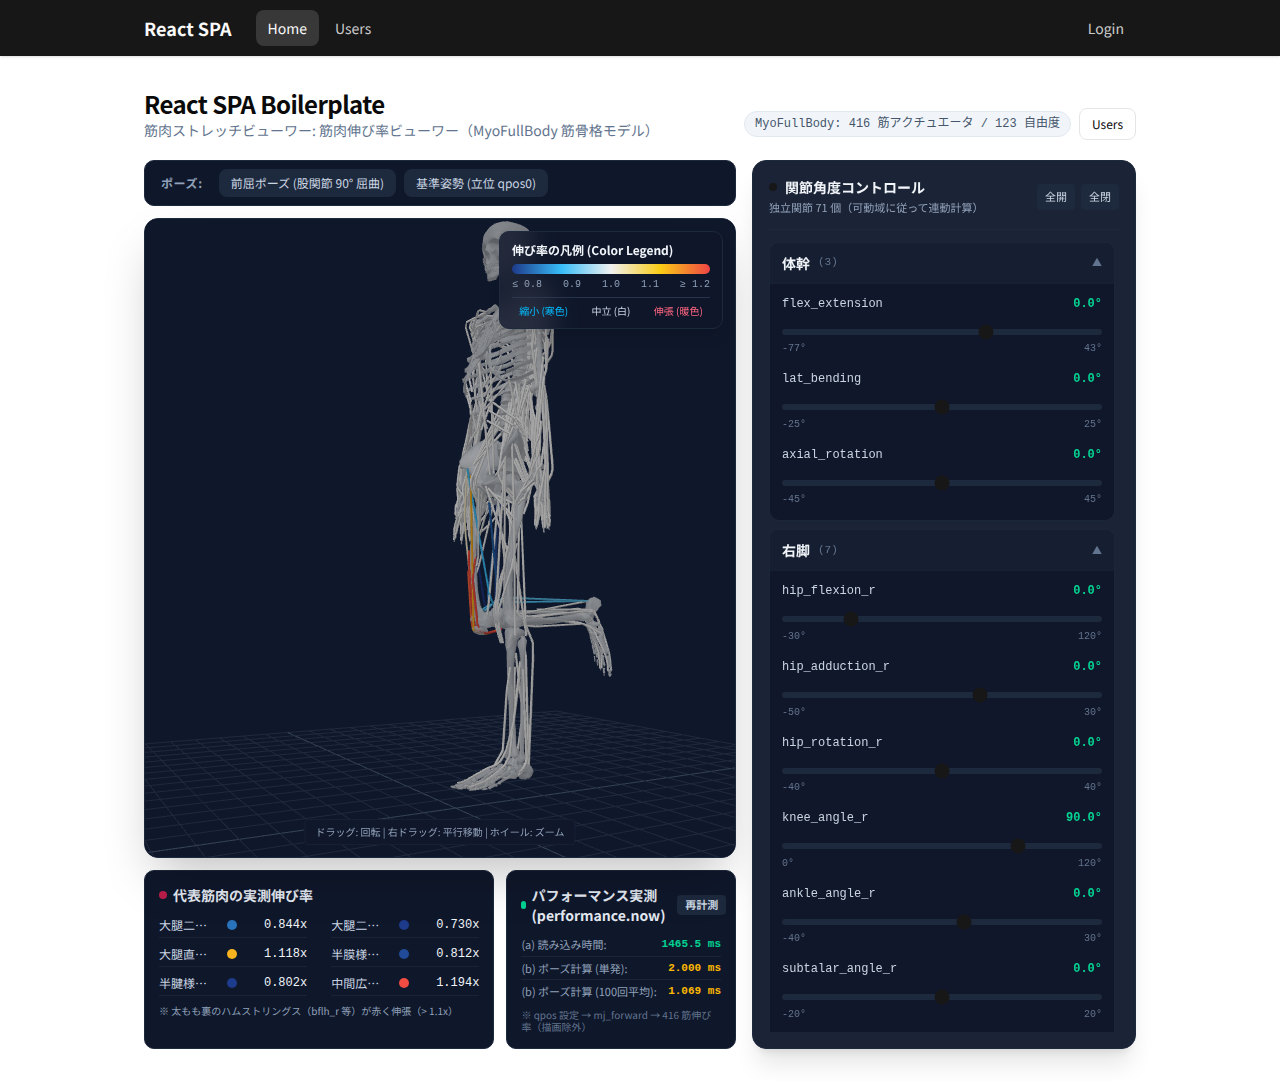 React SPA
Home
Users
Login
React SPA Boilerplate
筋肉ストレッチビューワー: 筋肉伸び率ビューワー（MyoFullBody 筋骨格モデル）
MyoFullBody: 416 筋アクチュエータ / 123 自由度
Users
ポーズ:
前屈ポーズ (股関節 90° 屈曲)
基準姿勢 (立位 qpos0)
伸び率の凡例 (Color Legend)
≤ 0.8 0.9 1.0 1.1 ≥ 1.2
縮小 (寒色) 中立 (白) 伸張 (暖色)
ドラッグ: 回転 | 右ドラッグ: 平行移動 | ホイール: ズーム
代表筋肉の実測伸び率
大腿二… 0.844x 大腿二… 0.730x
大腿直… 1.118x 半膜様… 0.812x
半腱様… 0.802x 中間広… 1.194x
※ 太もも裏のハムストリングス（bflh_r 等）が赤く伸張（> 1.1x）
パフォーマンス実測
(performance.now)
再計測
(a) 読み込み時間: 1465.5 ms
(b) ポーズ計算 (単発): 2.000 ms
(b) ポーズ計算 (100回平均): 1.069 ms
※ qpos 設定 → mj_forward → 416 筋伸び
率（描画除外）
関節角度コントロール
独立関節 71 個（可動域に従って連動計算）
全開
全閉
体幹 (3) ▲
flex_extension 0.0°
-77° 43°
lat_bending 0.0°
-25° 25°
axial_rotation 0.0°
-45° 45°
右脚 (7) ▲
hip_flexion_r 0.0°
-30° 120°
hip_adduction_r 0.0°
-50° 30°
hip_rotation_r 0.0°
-40° 40°
knee_angle_r 90.0°
0° 120°
ankle_angle_r 0.0°
-40° 30°
subtalar_angle_r 0.0°
-20° 20°